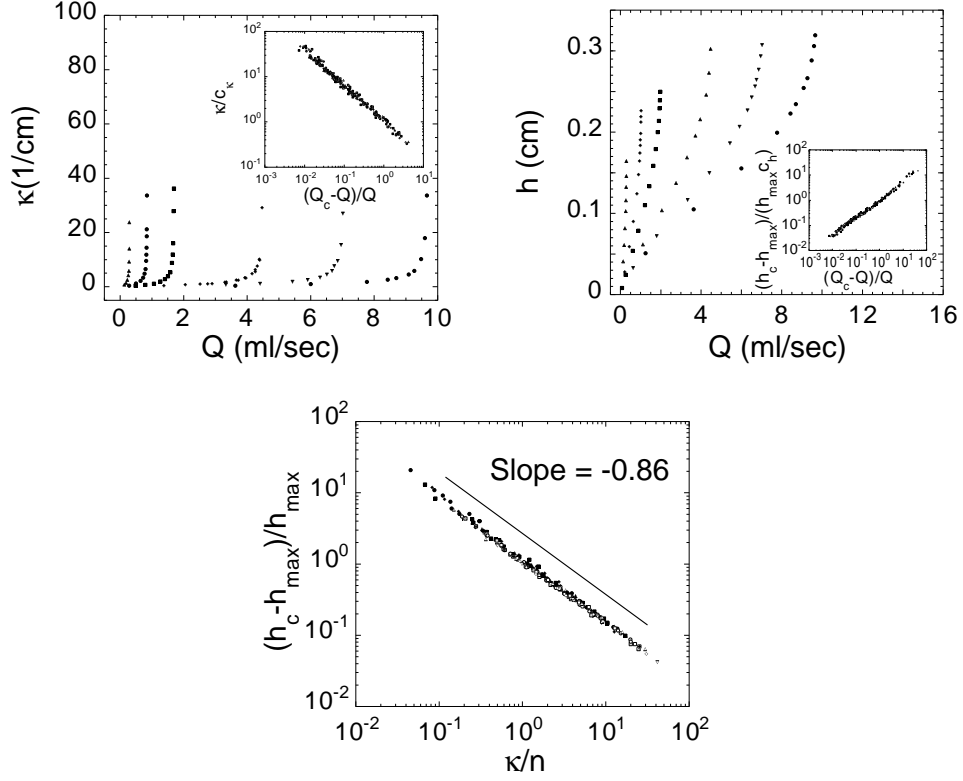 κ(1/cm)
100
80
60
40
20
0
0 2 4 6 8 10
Q (ml/sec)
κ/c_κ
10^2
10^1
10^0
10^-1
10^-3 10^-2 10^-1 10^0 10^1
(Q_c-Q)/Q
h (cm)
0.3
0.2
0.1
0
0 4 8 12 16
Q (ml/sec)
(h_c-h_max)/(h_max c_h)
10^2
10^1
10^0
10^-1
10^-2
10^-3 10^-2 10^-1 10^0 10^1 10^2
(Q_c-Q)/Q
(h_c-h_max)/h_max
10^2
10^1
10^0
10^-1
10^-2
Slope = -0.86
10^-2 10^-1 10^0 10^1 10^2
κ/n